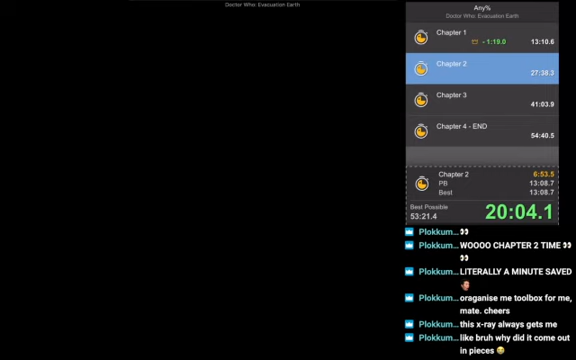 Doctor Who: Evacuation Earth
Any%
Doctor Who: Evacuation Earth
Chapter 1
-1:19.0
13:10.6
Chapter 2
27:38.3
Chapter 3
41:03.9
Chapter 4 - END
54:40.5
Chapter 2
6:53.5
PB
13:08.7
Best
13:08.7
Best Possible
53:21.4
20:04.1
Plokkum... 👀
Plokkum... WOOOO CHAPTER 2 TIME 👀
👀
Plokkum... LITERALLY A MINUTE SAVED
Plokkum... oraganise me toolbox for me,
mate. cheers
Plokkum... this x-ray always gets me
Plokkum... like bruh why did it come out
in pieces 😂